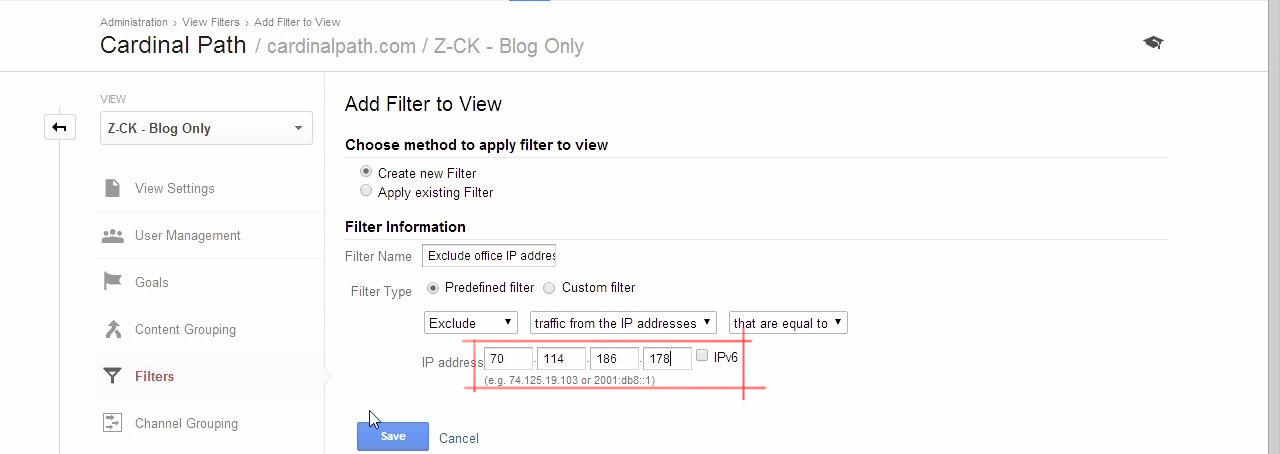 Administration › View Filters › Add Filter to View
Cardinal Path / cardinalpath.com / Z-CK - Blog Only
VIEW
Z-CK - Blog Only
View Settings
User Management
Goals
Content Grouping
Filters
Channel Grouping
Add Filter to View
Choose method to apply filter to view
Create new Filter
Apply existing Filter
Filter Information
Filter Name Exclude office IP addres
Filter Type Predefined filter Custom filter
Exclude traffic from the IP addresses that are equal to
IP address 70 . 114 . 186 . 178 IPv6
(e.g. 74.125.19.103 or 2001:db8::1)
Save Cancel